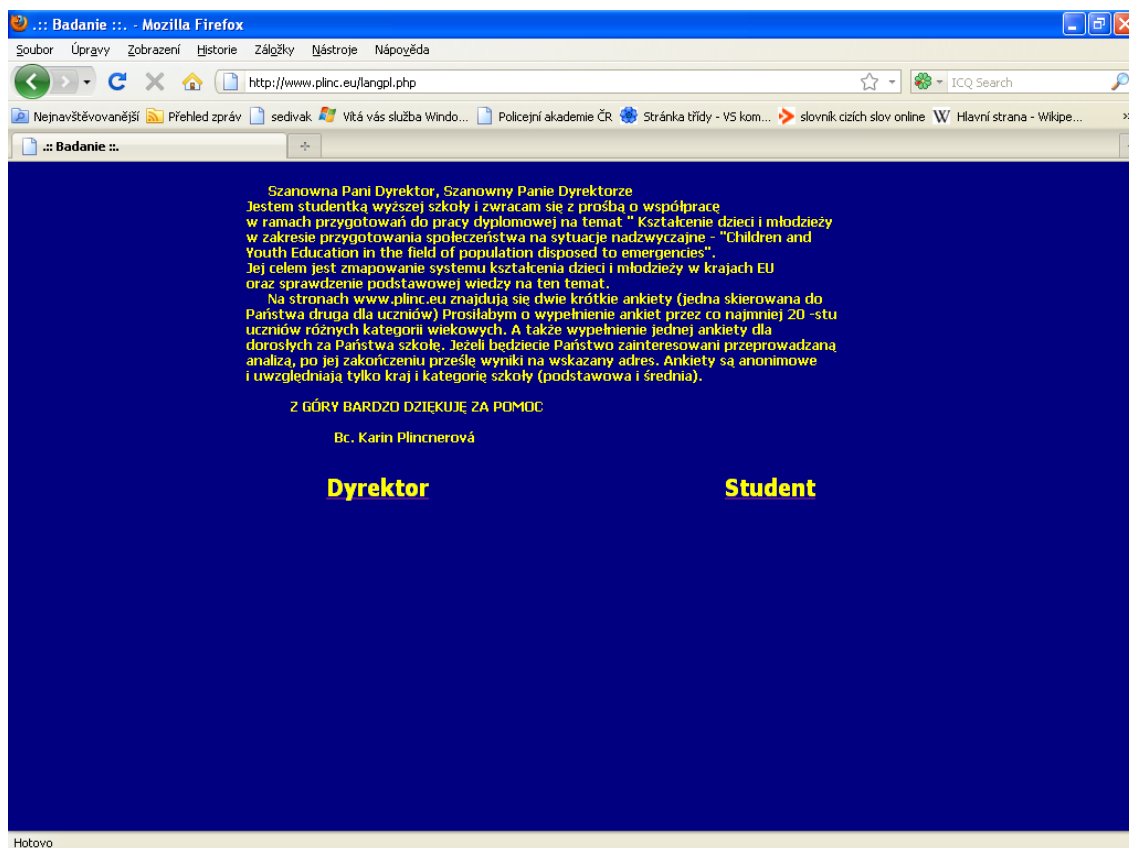 .:: Badanie ::. - Mozilla Firefox
Soubor Úpravy Zobrazení Historie Záložky Nástroje Nápověda
http://www.plinc.eu/langpl.php ICQ Search
Nejnavštěvovanější Přehled zpráv sedivak Vítá vás služba Windo... Policejní akademie ČR Stránka třídy - VS kom... slovník cizích slov online W Hlavní strana - Wikipe... »
.:: Badanie ::.
Szanowna Pani Dyrektor, Szanowny Panie Dyrektorze
Jestem studentką wyższej szkoły i zwracam się z prośbą o współpracę
w ramach przygotowań do pracy dyplomowej na temat " Kształcenie dzieci i młodzieży
w zakresie przygotowania społeczeństwa na sytuacje nadzwyczajne - "Children and
Youth Education in the field of population disposed to emergencies".
Jej celem jest zmapowanie systemu kształcenia dzieci i młodzieży w krajach EU
oraz sprawdzenie podstawowej wiedzy na ten temat.
Na stronach www.plinc.eu znajdują się dwie krótkie ankiety (jedna skierowana do
Państwa druga dla uczniów) Prosiłabym o wypełnienie ankiet przez co najmniej 20 -stu
uczniów różnych kategorii wiekowych. A także wypełnienie jednej ankiety dla
dorosłych za Państwa szkołę. Jeżeli będziecie Państwo zainteresowani przeprowadzaną
analizą, po jej zakończeniu prześlę wyniki na wskazany adres. Ankiety są anonimowe
i uwzględniają tylko kraj i kategorię szkoły (podstawowa i średnia).
Z GÓRY BARDZO DZIĘKUJĘ ZA POMOC
Bc. Karin Plincnerová
Dyrektor Student
Hotovo